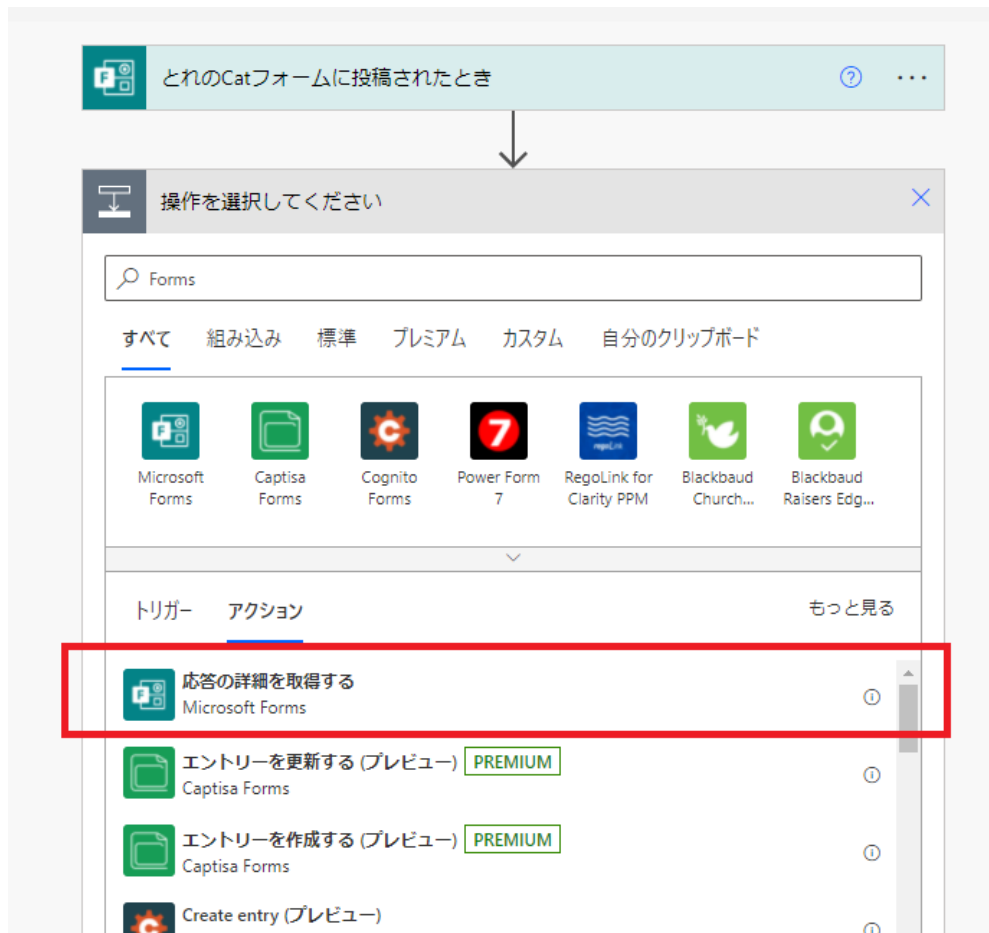 とれのCatフォームに投稿されたとき
操作を選択してください
Forms
すべて 組み込み 標準 プレミアム カスタム 自分のクリップボード
Microsoft Forms
Captisa Forms
Cognito Forms
Power Form 7
RegoLink for Clarity PPM
Blackbaud Church...
Blackbaud Raisers Edg...
トリガー アクション もっと見る
応答の詳細を取得する
Microsoft Forms
エントリーを更新する (プレビュー) PREMIUM
Captisa Forms
エントリーを作成する (プレビュー) PREMIUM
Captisa Forms
Create entry (プレビュー)